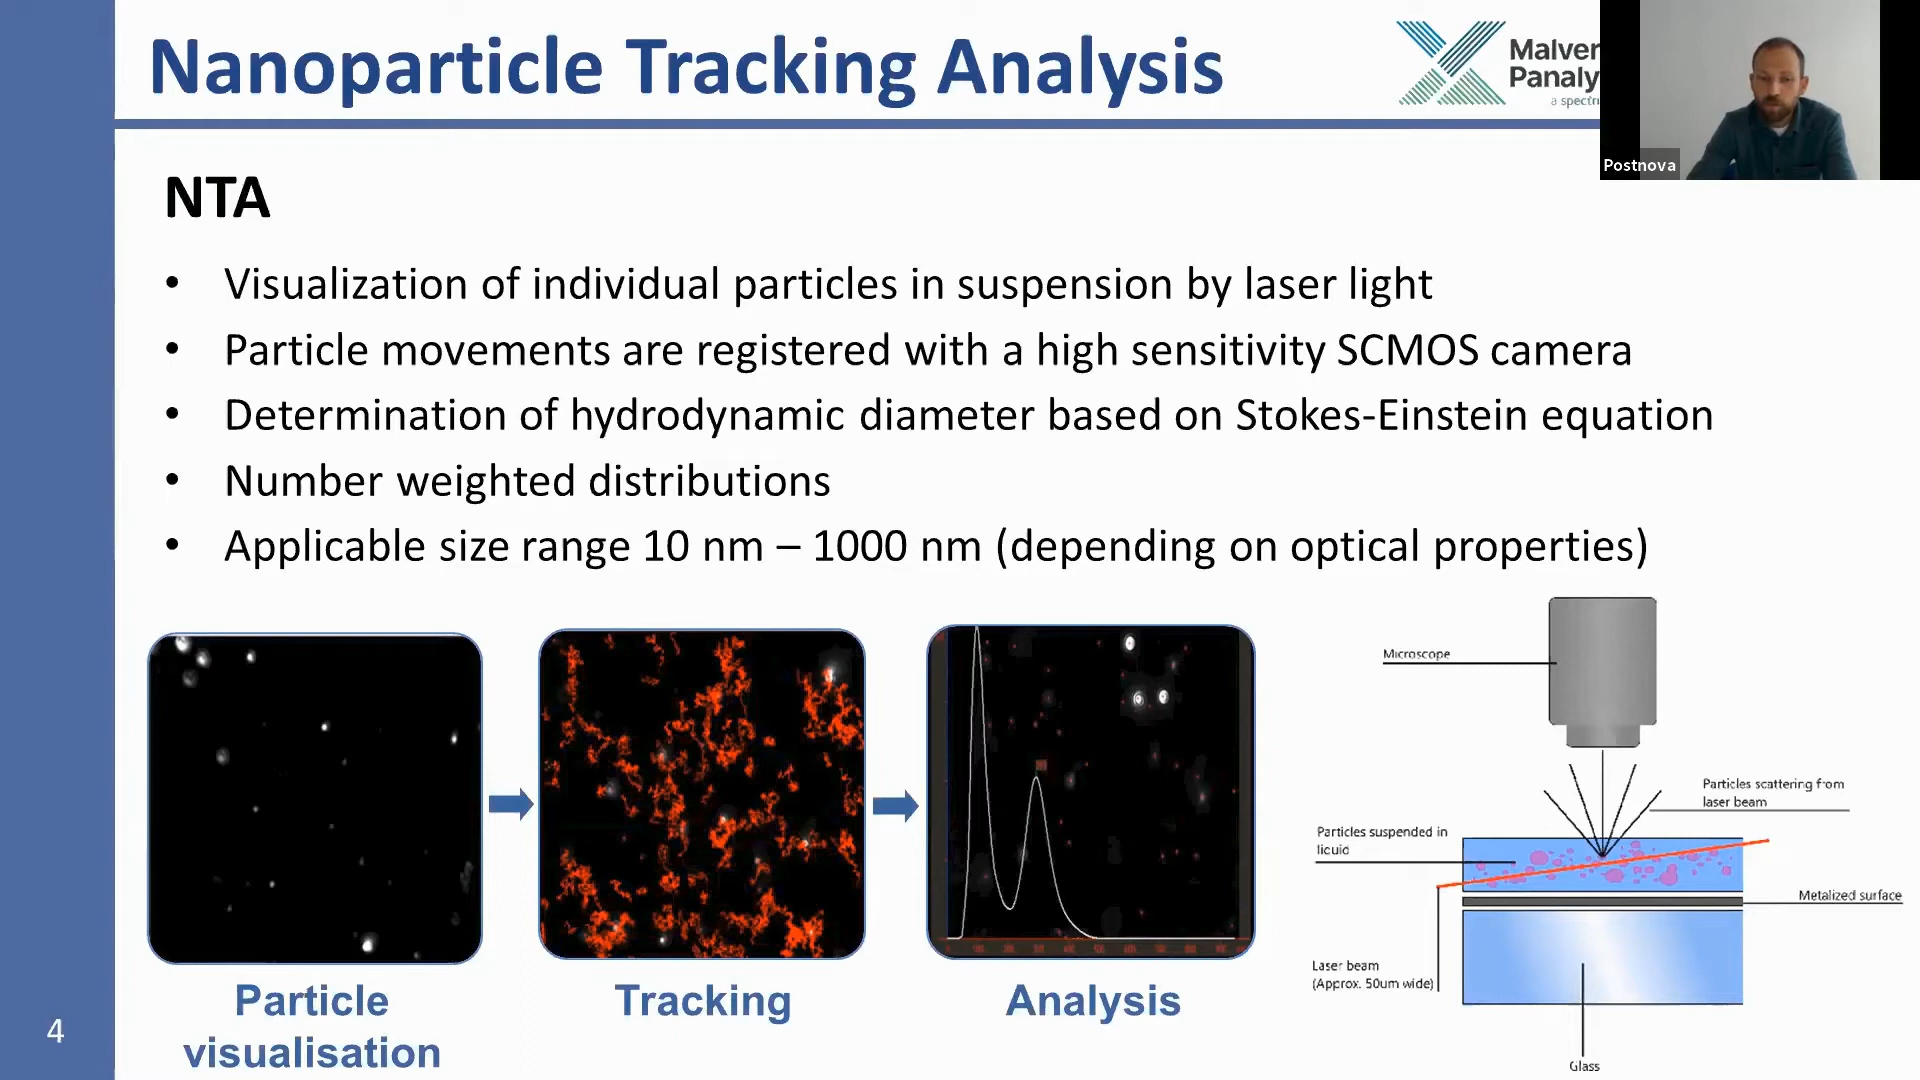 Nanoparticle Tracking Analysis
Malver
Panaly
a spectri
Postnova
NTA
• Visualization of individual particles in suspension by laser light
• Particle movements are registered with a high sensitivity SCMOS camera
• Determination of hydrodynamic diameter based on Stokes-Einstein equation
• Number weighted distributions
• Applicable size range 10 nm – 1000 nm (depending on optical properties)
Particle
visualisation
Tracking
Analysis
Microscope
Particles scattering from
laser beam
Particles suspended in
liquid
Metalized surface
Laser beam
(Approx. 50um wide)
Glass
4